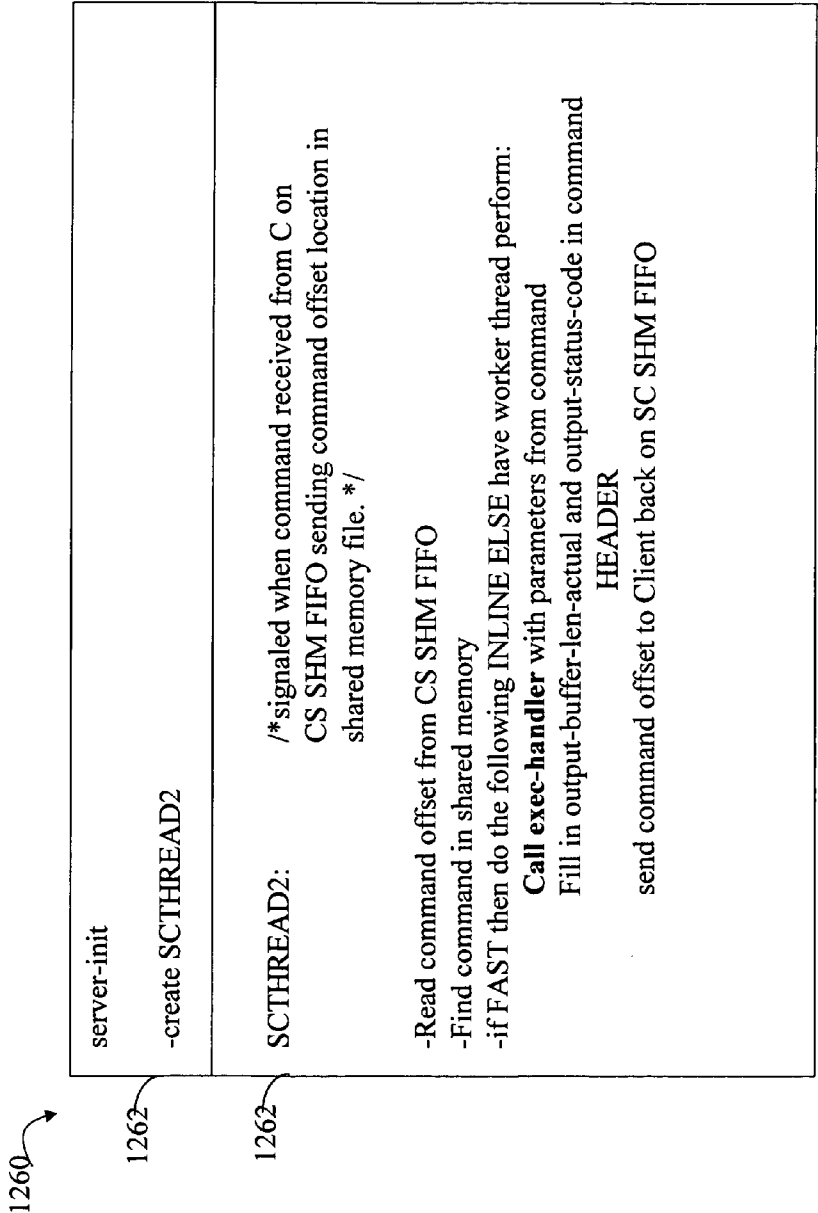 1260
server-init
1262
-create SCTHREAD2
1262
SCTHREAD2: /*signaled when command received from C on
CS SHM FIFO sending command offset location in
shared memory file. */
-Read command offset from CS SHM FIFO
-Find command in shared memory
-if FAST then do the following INLINE ELSE have worker thread perform:
Call exec-handler with parameters from command
Fill in output-buffer-len-actual and output-status-code in command
HEADER
send command offset to Client back on SC SHM FIFO